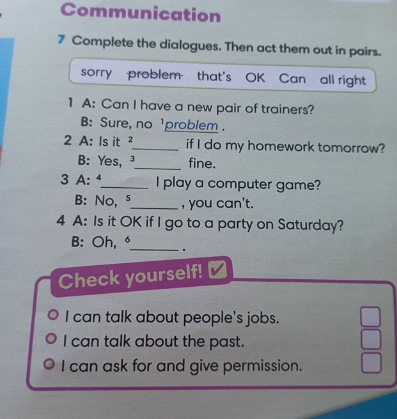 Communication
7 Complete the dialogues. Then act them out in pairs.
sorry problem that's OK Can all right
1 A: Can I have a new pair of trainers?
B: Sure, no ¹problem .
2 A: Is it ²______ if I do my homework tomorrow?
B: Yes, ³______ fine.
3 A: ⁴______ I play a computer game?
B: No, ⁵______ , you can't.
4 A: Is it OK if I go to a party on Saturday?
B: Oh, ⁶______ .
Check yourself!
I can talk about people's jobs.
I can talk about the past.
I can ask for and give permission.